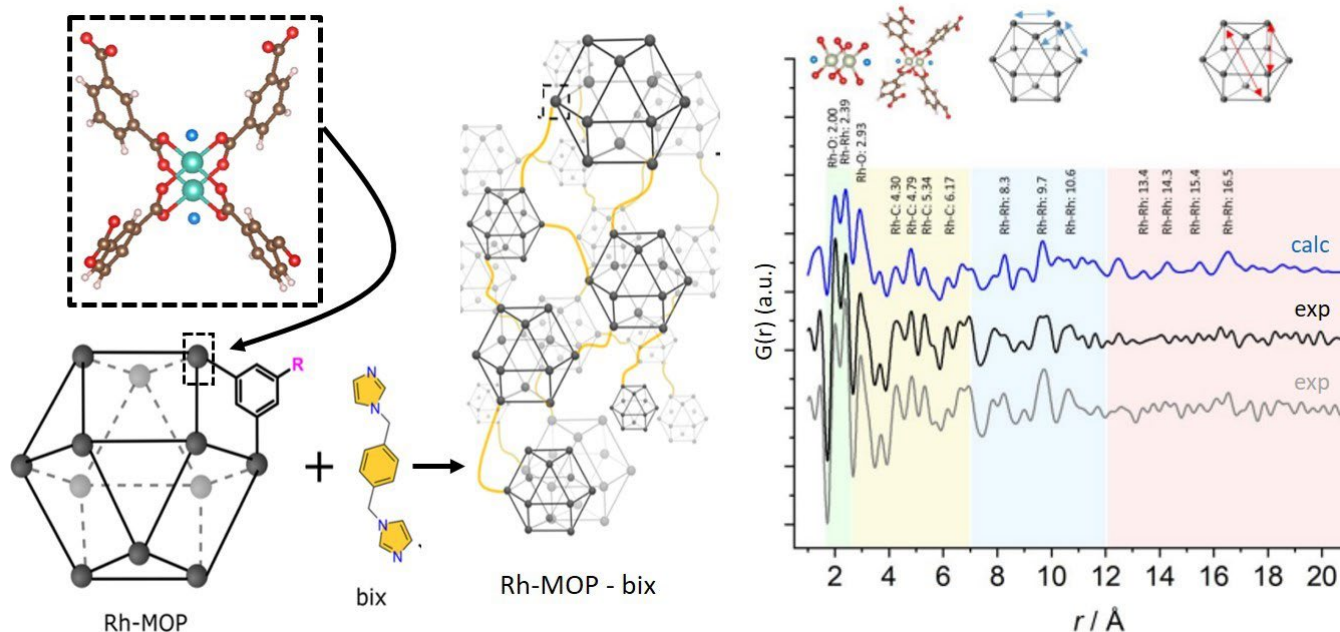 R
N
N
N
N
+
Rh-MOP
bix
.
Rh-MOP - bix
Rh-O: 2.00
Rh-Rh: 2.39
Rh-O: 2.93
Rh-C: 4.30
Rh-C: 4.79
Rh-C: 5.34
Rh-C: 6.17
Rh-Rh: 8.3
Rh-Rh: 9.7
Rh-Rh: 10.6
Rh-Rh: 13.4
Rh-Rh: 14.3
Rh-Rh: 15.4
Rh-Rh: 16.5
calc
exp
exp
G(r) (a.u.)
2 4 6 8 10 12 14 16 18 20
r / Å